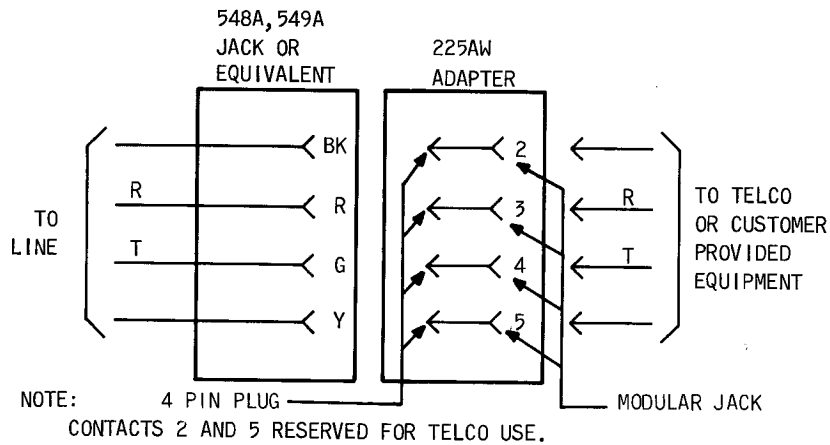 548A, 549A
JACK OR
EQUIVALENT
225AW
ADAPTER
BK
2
R
R
3
R
TO
LINE
T
G
4
T
Y
5
TO TELCO
OR CUSTOMER
PROVIDED
EQUIPMENT
NOTE:
4 PIN PLUG
MODULAR JACK
CONTACTS 2 AND 5 RESERVED FOR TELCO USE.